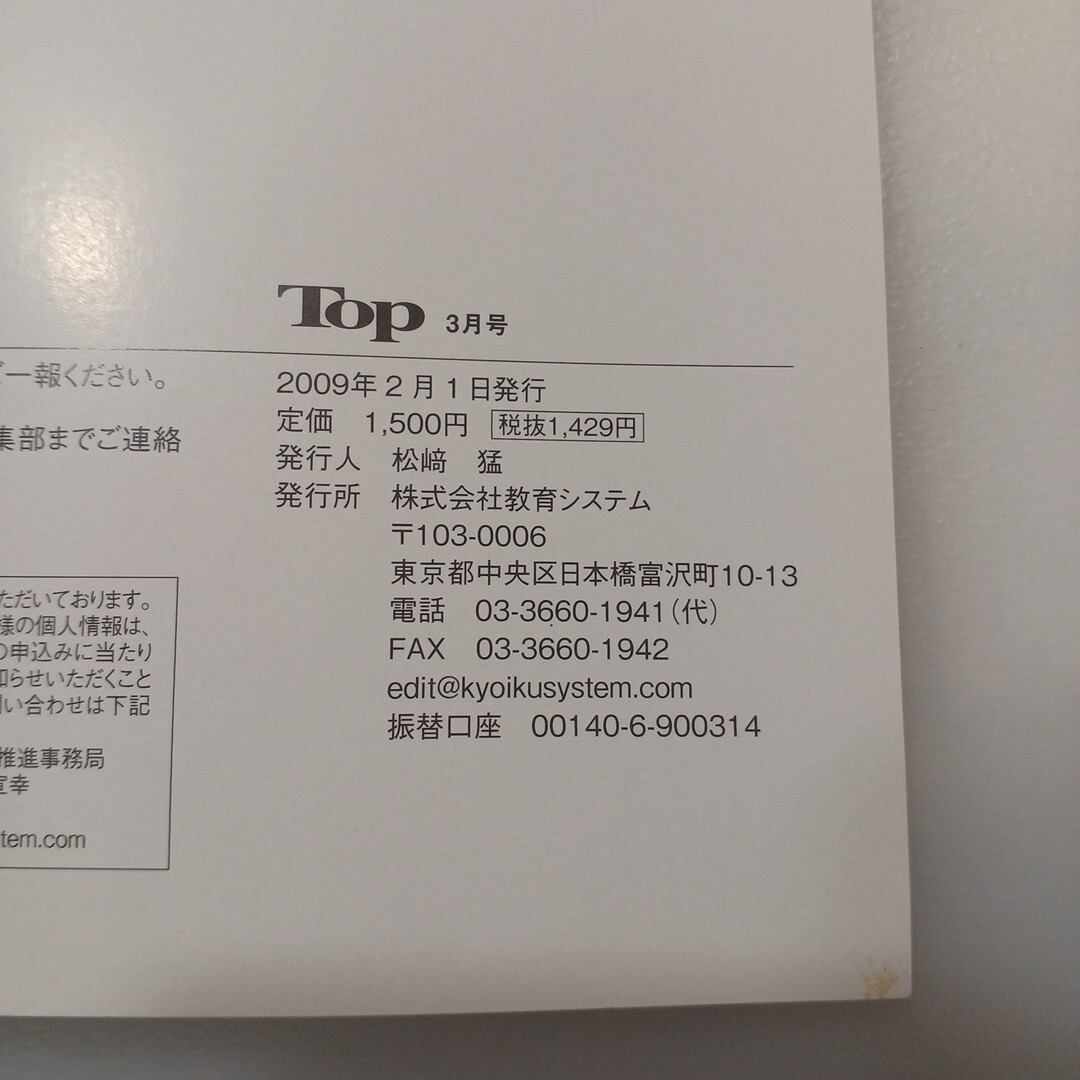 Top 3月号
2009年2月1日発行
定価 1,500円 税抜1,429円
発行人 松﨑 猛
発行所 株式会社教育システム
〒103-0006
東京都中央区日本橋富沢町10-13
電話 03-3660-1941(代)
FAX 03-3660-1942
edit@kyoikusystem.com
振替口座 00140-6-900314
一報ください。
集部までご連絡
ただいております。
様の個人情報は、
の申込みに当たり
知らせいただくこと
い合わせは下記
推進事務局
宣幸
tem.com